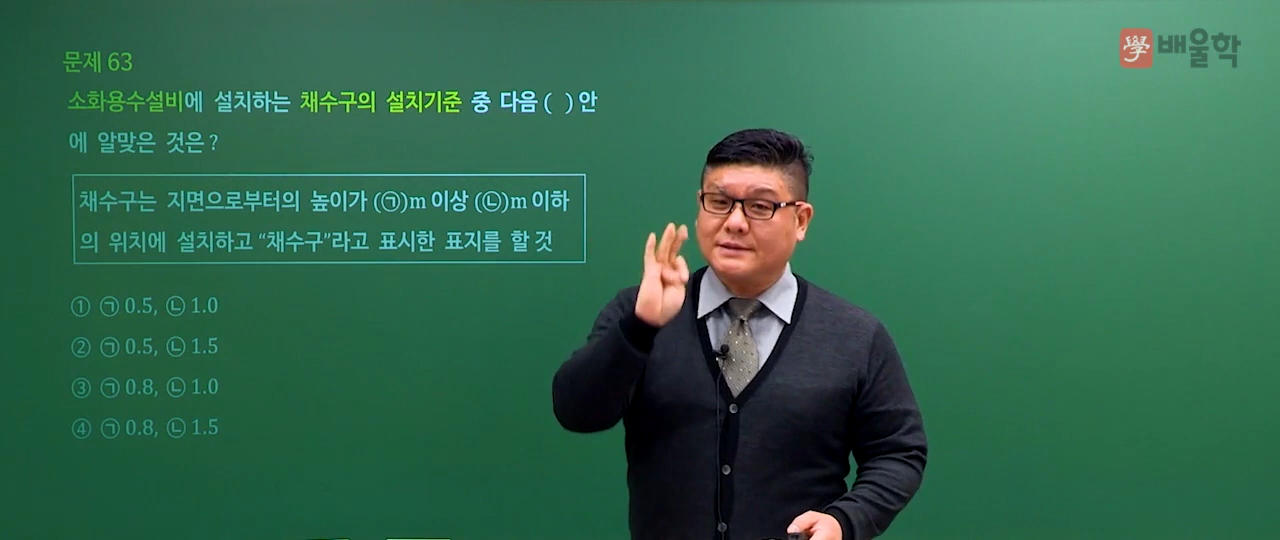 學 배울학
문제 63
소화용수설비에 설치하는 채수구의 설치기준 중 다음 ( ) 안
에 알맞은 것은?
채수구는 지면으로부터의 높이가 (㉠)m 이상 (㉡)m 이하
의 위치에 설치하고 “채수구”라고 표시한 표지를 할 것
① ㉠ 0.5, ㉡ 1.0
② ㉠ 0.5, ㉡ 1.5
③ ㉠ 0.8, ㉡ 1.0
④ ㉠ 0.8, ㉡ 1.5